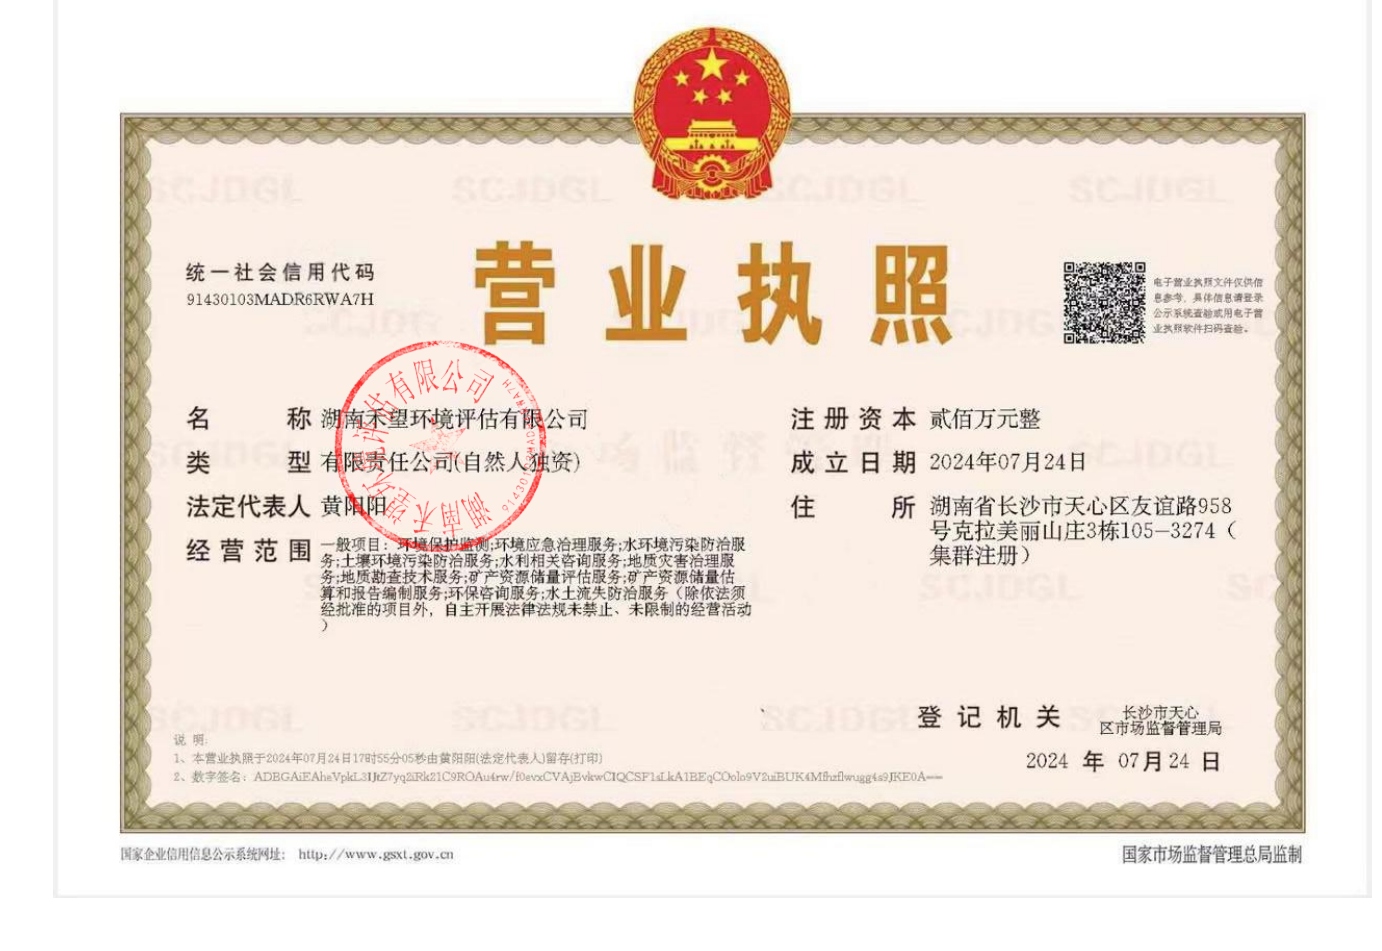 营业执照
统一社会信用代码
91430103MADR6RWA7H
电子营业执照文件仅供信
息参考，具体信息请登录
公示系统查验或用电子营
业执照软件扫码查验。
名称 湖南禾望环境评估有限公司
类型 有限责任公司(自然人独资)
法定代表人 黄阳阳
经营范围 一般项目：环境保护监测;环境应急治理服务;水环境污染防治服
务;土壤环境污染防治服务;水利相关咨询服务;地质灾害治理服
务;地质勘查技术服务;矿产资源储量评估服务;矿产资源储量估
算和报告编制服务;环保咨询服务;水土流失防治服务（除依法须
经批准的项目外，自主开展法律法规未禁止、未限制的经营活动
）
注册资本 贰佰万元整
成立日期 2024年07月24日
住所 湖南省长沙市天心区友谊路958
号克拉美丽山庄3栋105-3274（
集群注册）
湖南禾望环境评估有限公司
91430103MADR6RWA7H
登记机关 长沙市天心
区市场监督管理局
2024 年 07月24 日
说 明:
1、本营业执照于2024年07月24日17时55分05秒由黄阳阳(法定代表人)留存(打印)
2、数字签名：
国家企业信用信息公示系统网址： http://www.gsxt.gov.cn
国家市场监督管理总局监制
SCJDGL